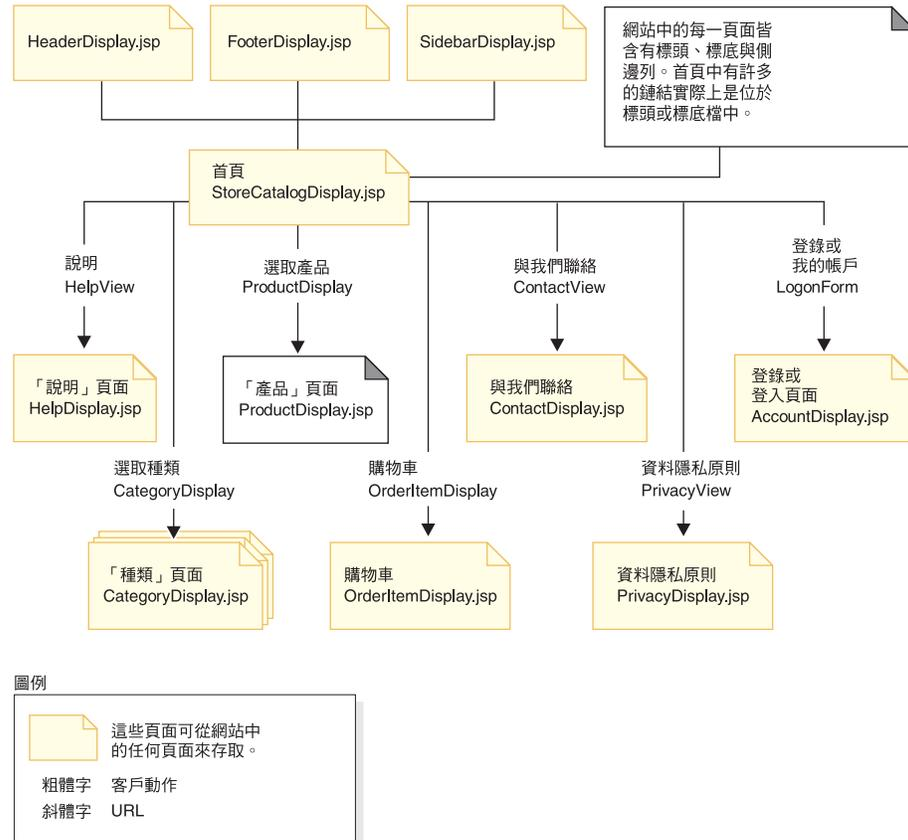 HeaderDisplay.jsp
FooterDisplay.jsp
SidebarDisplay.jsp
網站中的每一頁面皆
含有標頭、標底與側
邊列。首頁中有許多
的鏈結實際上是位於
標頭或標底檔中。
首頁
StoreCatalogDisplay.jsp
說明
HelpView
選取產品
ProductDisplay
與我們聯絡
ContactView
登錄或
我的帳戶
LogonForm
「說明」頁面
HelpDisplay.jsp
「產品」頁面
ProductDisplay.jsp
與我們聯絡
ContactDisplay.jsp
登錄或
登入頁面
AccountDisplay.jsp
選取種類
CategoryDisplay
購物車
OrderItemDisplay
資料隱私原則
PrivacyView
「種類」頁面
CategoryDisplay.jsp
購物車
OrderItemDisplay.jsp
資料隱私原則
PrivacyDisplay.jsp
圖例
這些頁面可從網站中
的任何頁面來存取。
粗體字 客戶動作
斜體字 URL